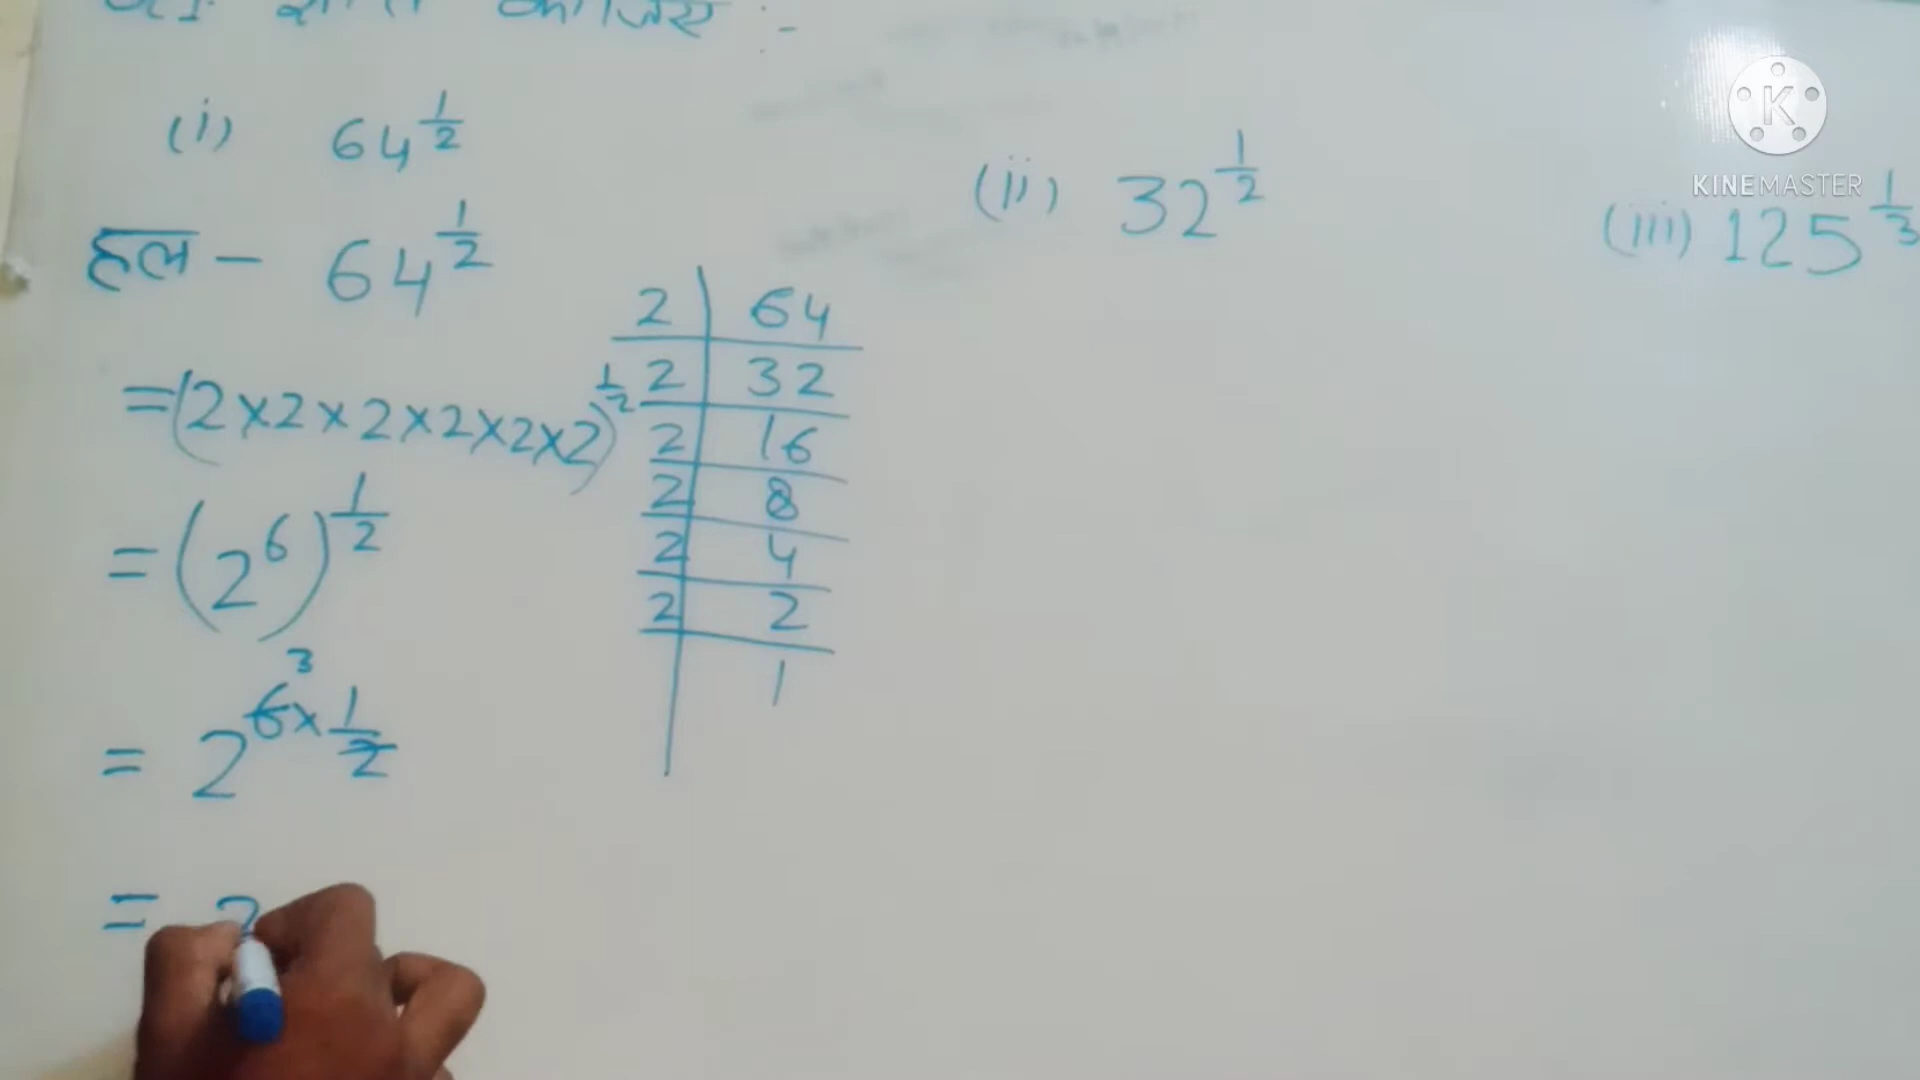 ज्ञात कीजिए :-
(i) 64^{1/2}
(ii) 32^{1/2}
(iii) 125^{1/3}
हल - 64^{1/2}
= (2×2×2×2×2×2)^{1/2}
= (2^6)^{1/2}
3
= 2^{6×1/2}
= 2
2 | 64
2 | 32
2 | 16
2 | 8
2 | 4
2 | 2
1
K
KINEMASTER